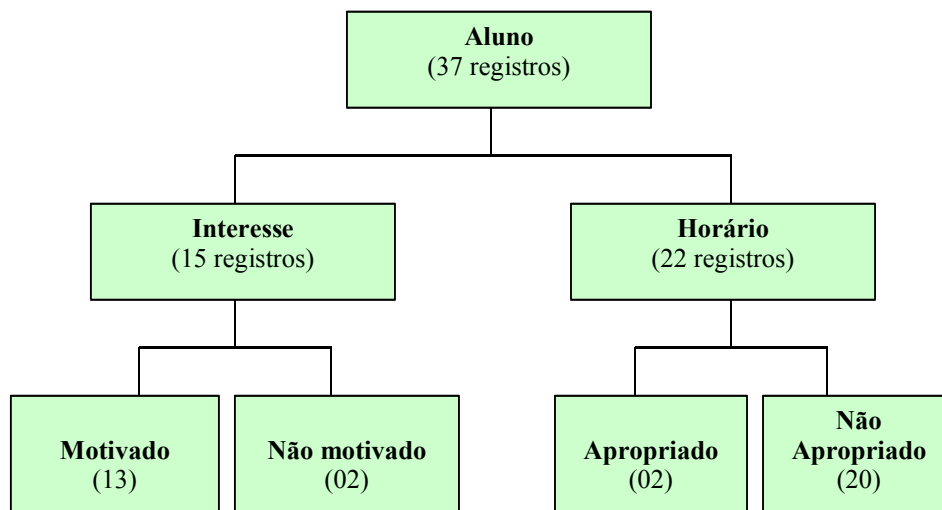 Aluno
(37 registros)
Interesse
(15 registros)
Horário
(22 registros)
Motivado
(13)
Não motivado
(02)
Apropriado
(02)
Não
Apropriado
(20)